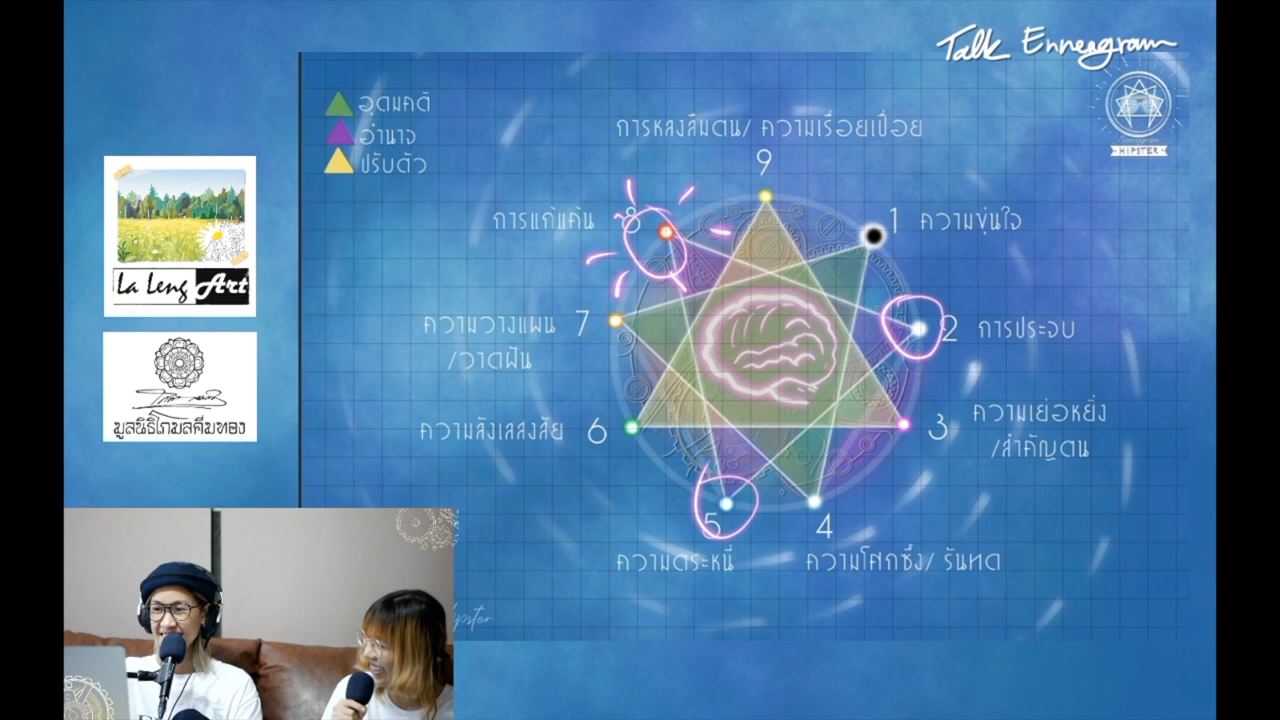 Talk Enneagram
HIPSTER
อุดมคติ
อำนาจ
ปรับตัว
การหลงลืมตน/ ความเรื่อยเปื่อย
9
การแก้แค้น 8
1 ความขุ่นใจ
ความวางแผน 7
/วาดฝัน
2 การประจบ
ความลังเลสงสัย 6
3 ความเย่อหยิ่ง
/สำคัญตน
5
ความตระหนี่
4
ความโศกซึ้ง/ รันทด
La Leng Art
มูลนิธิโกมลคีมทอง